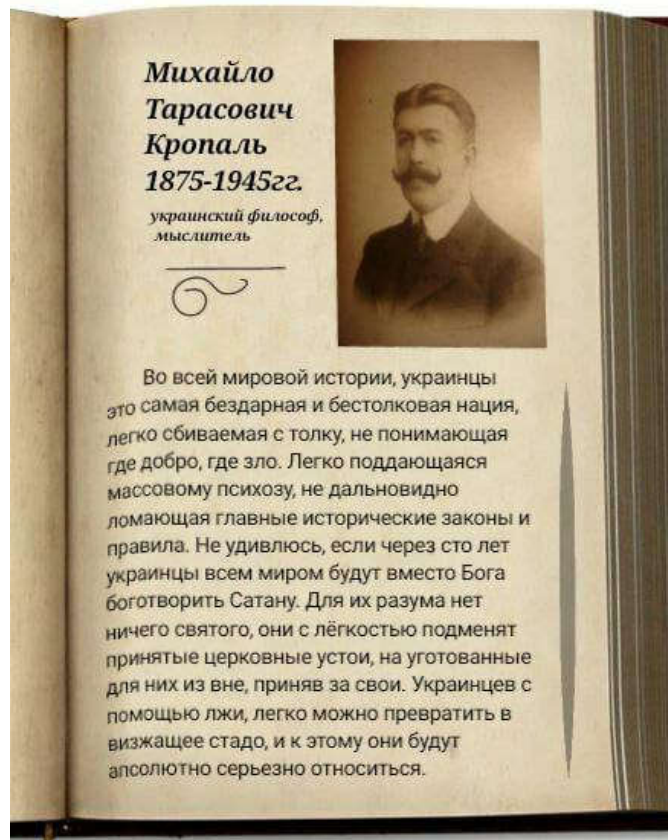 Михайло
Тарасович
Кропаль
1875-1945гг.
украинский философ,
мыслитель
Во всей мировой истории, украинцы
это самая бездарная и бестолковая нация,
легко сбиваемая с толку, не понимающая
где добро, где зло. Легко поддающаяся
массовому психозу, не дальновидно
ломающая главные исторические законы и
правила. Не удивлюсь, если через сто лет
украинцы всем миром будут вместо Бога
боготворить Сатану. Для их разума нет
ничего святого, они с лёгкостью подменят
принятые церковные устои, на уготованные
для них из вне, приняв за свои. Украинцев с
помощью лжи, легко можно превратить в
визжащее стадо, и к этому они будут
апсолютно серьезно относиться.